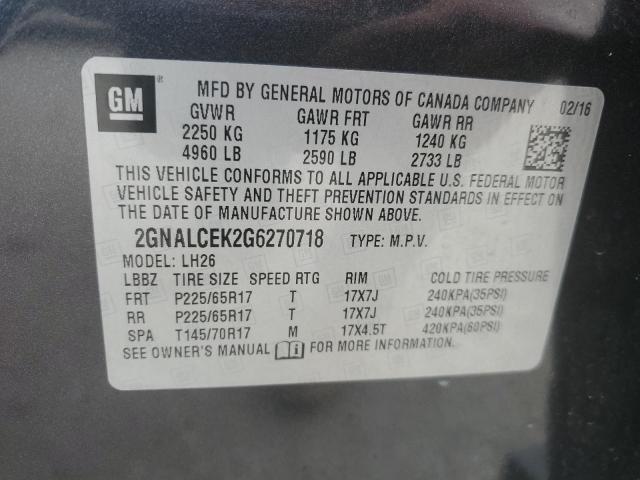 GM ®
MFD BY GENERAL MOTORS OF CANADA COMPANY 02/16
GVWR GAWR FRT GAWR RR
2250 KG 1175 KG 1240 KG
4960 LB 2590 LB 2733 LB
THIS VEHICLE CONFORMS TO ALL APPLICABLE U.S. FEDERAL MOTOR
VEHICLE SAFETY AND THEFT PREVENTION STANDARDS IN EFFECT ON
THE DATE OF MANUFACTURE SHOWN ABOVE.
2GNALCEK2G6270718 TYPE: M.P.V.
MODEL: LH26
LBBZ TIRE SIZE SPEED RTG RIM COLD TIRE PRESSURE
FRT P225/65R17 T 17X7J 240KPA(35PSI)
RR P225/65R17 T 17X7J 240KPA(35PSI)
SPA T145/70R17 M 17X4.5T 420KPA(60PSI)
SEE OWNER'S MANUAL FOR MORE INFORMATION.